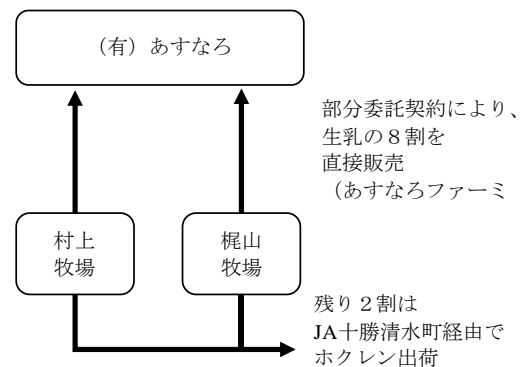 （有）あすなろ
部分委託契約により、
生乳の８割を
直接販売
（あすなろファーミ
村上
牧場
梶山
牧場
残り２割は
JA十勝清水町経由で
ホクレン出荷